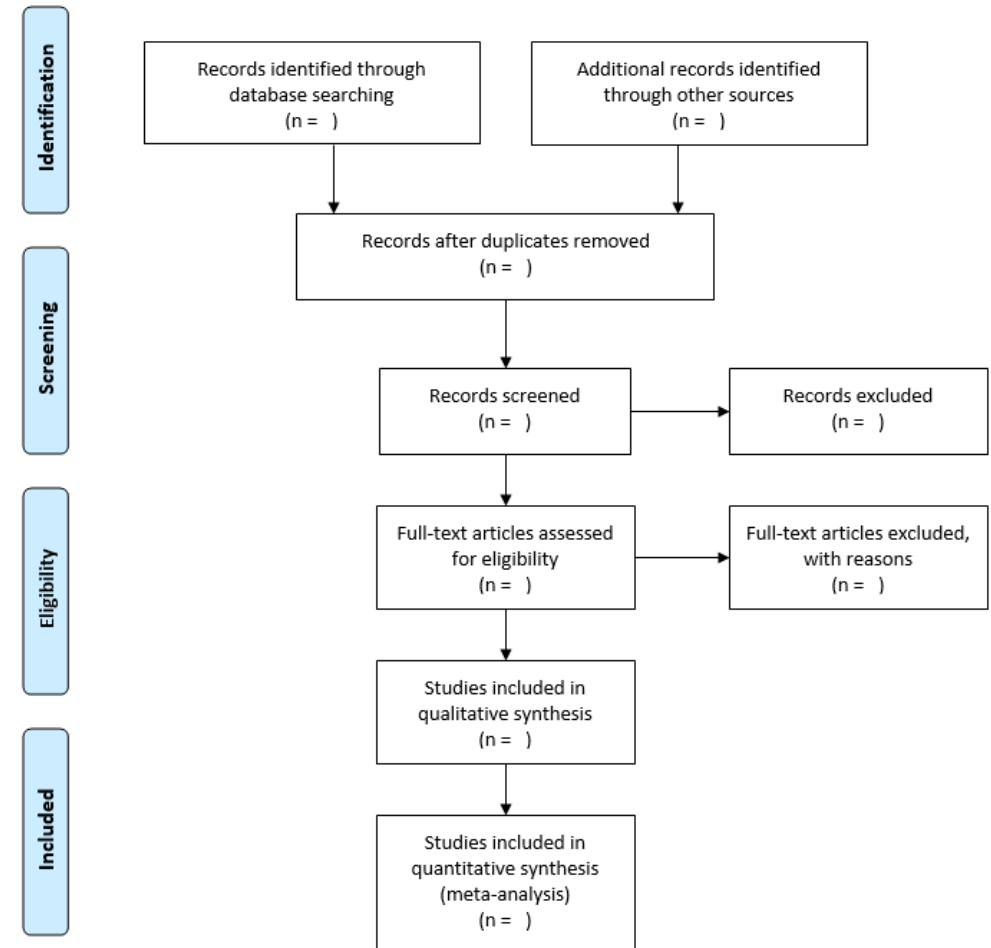 Identification
Records identified through
database searching
(n =   )
Additional records identified
through other sources
(n =   )
Records after duplicates removed
(n =   )
Screening
Records screened
(n =   )
Records excluded
(n =   )
Eligibility
Full-text articles assessed
for eligibility
(n =   )
Full-text articles excluded,
with reasons
(n =   )
Studies included in
qualitative synthesis
(n =   )
Included
Studies included in
quantitative synthesis
(meta-analysis)
(n =   )